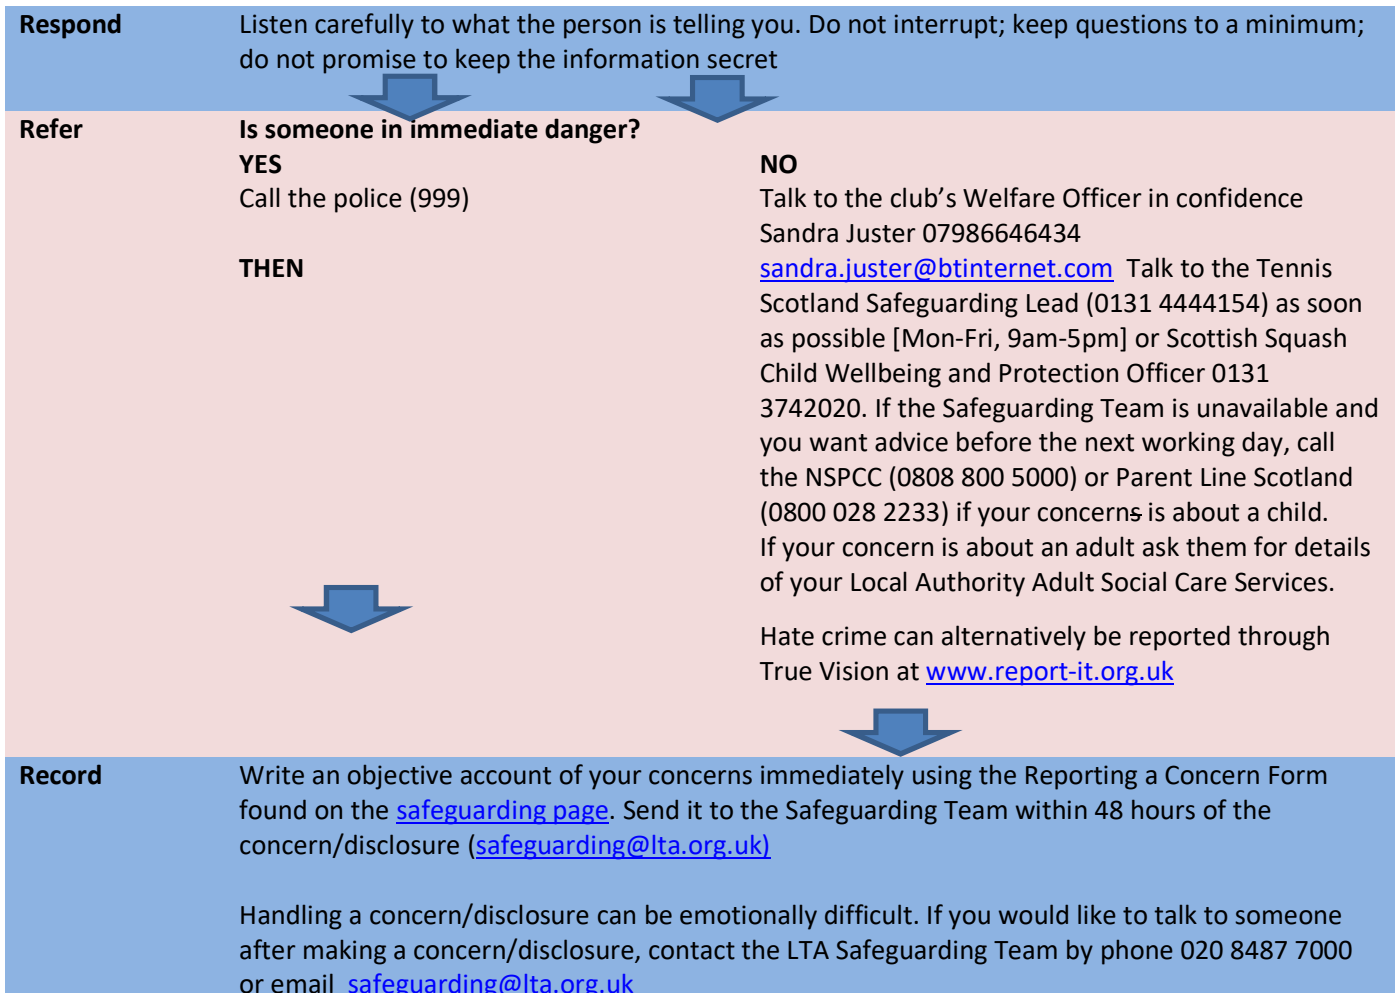 Respond
Listen carefully to what the person is telling you. Do not interrupt; keep questions to a minimum;
do not promise to keep the information secret
Refer
Is someone in immediate danger?
YES
Call the police (999)
THEN
NO
Talk to the club’s Welfare Officer in confidence
Sandra Juster 07986646434
sandra.juster@btinternet.com Talk to the Tennis
Scotland Safeguarding Lead (0131 4444154) as soon
as possible [Mon-Fri, 9am-5pm] or Scottish Squash
Child Wellbeing and Protection Officer 0131
3742020. If the Safeguarding Team is unavailable and
you want advice before the next working day, call
the NSPCC (0808 800 5000) or Parent Line Scotland
(0800 028 2233) if your concerns is about a child.
If your concern is about an adult ask them for details
of your Local Authority Adult Social Care Services.
Hate crime can alternatively be reported through
True Vision at www.report-it.org.uk
Record
Write an objective account of your concerns immediately using the Reporting a Concern Form
found on the safeguarding page. Send it to the Safeguarding Team within 48 hours of the
concern/disclosure (safeguarding@lta.org.uk)
Handling a concern/disclosure can be emotionally difficult. If you would like to talk to someone
after making a concern/disclosure, contact the LTA Safeguarding Team by phone 020 8487 7000
or email safeguarding@lta.org.uk